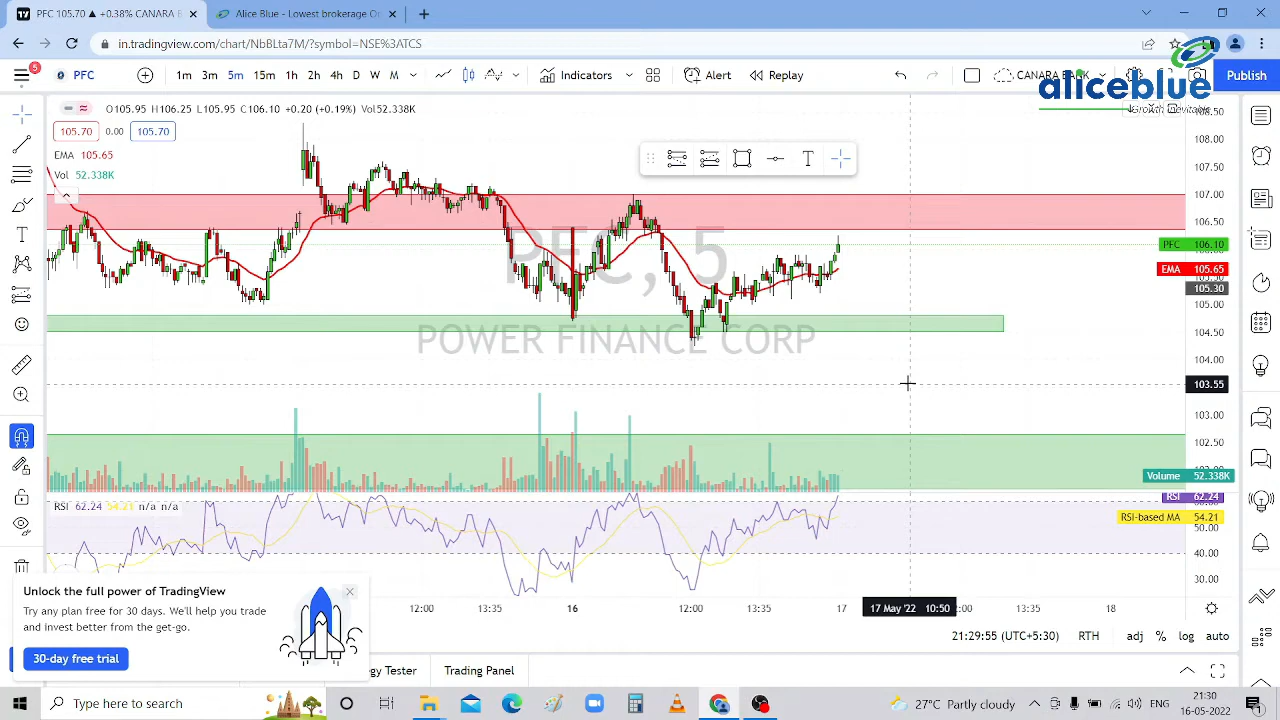 PFC 105.70 ▲ +0.38% CANARA B
Alice Blue - lowest brokerage On
in.tradingview.com/chart/NbBLta7M/?symbol=NSE%3ATCS
5
PFC
1m 3m 5m 15m 1h 2h 4h D W M
Indicators
Alert
Replay
CANARA BANK
Publish
aliceblue
O105.95 H106.25 L105.95 C106.10 +0.20 (+0.19%) Vol52.338K
105.70 0.00 105.70
EMA 105.65
Vol 52.338K
PFC, 5
POWER FINANCE CORP
108.50
108.00
107.50
107.00
106.50
PFC 106.10
EMA 105.65
105.30
105.00
104.50
104.00
103.55
103.00
102.50
Volume 52.338K
RSI 62.24 54.21 n/a n/a
RSI 62.24
RSI-based MA 54.21
50.00
40.00
30.00
12:00 13:35 16 12:00 13:35 17 17 May '22 10:50 :00 13:35 18
Unlock the full power of TradingView
Try any plan free for 30 days. We'll help you trade
and invest better from the get-go.
30-day free trial
21:29:55 (UTC+5:30) RTH adj % log auto
gy Tester
Trading Panel
Type here to search
27°C Partly cloudy
ENG
21:30
16-05-2022